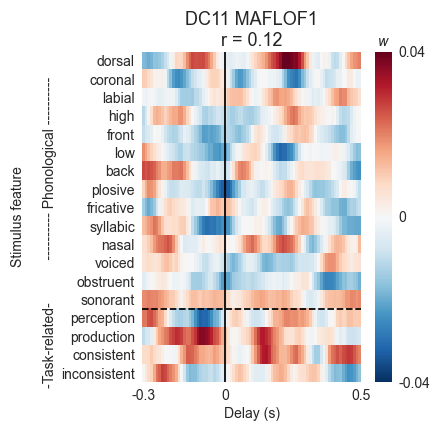 DC11 MAFLOF1
r = 0.12
w
dorsal
coronal
labial
high
front
low
back
plosive
fricative
syllabic
nasal
voiced
obstruent
sonorant
perception
production
consistent
inconsistent
Stimulus feature
---------- Phonological ----------
-Task-related-
-0.3
0
0.5
Delay (s)
0.04
0
-0.04